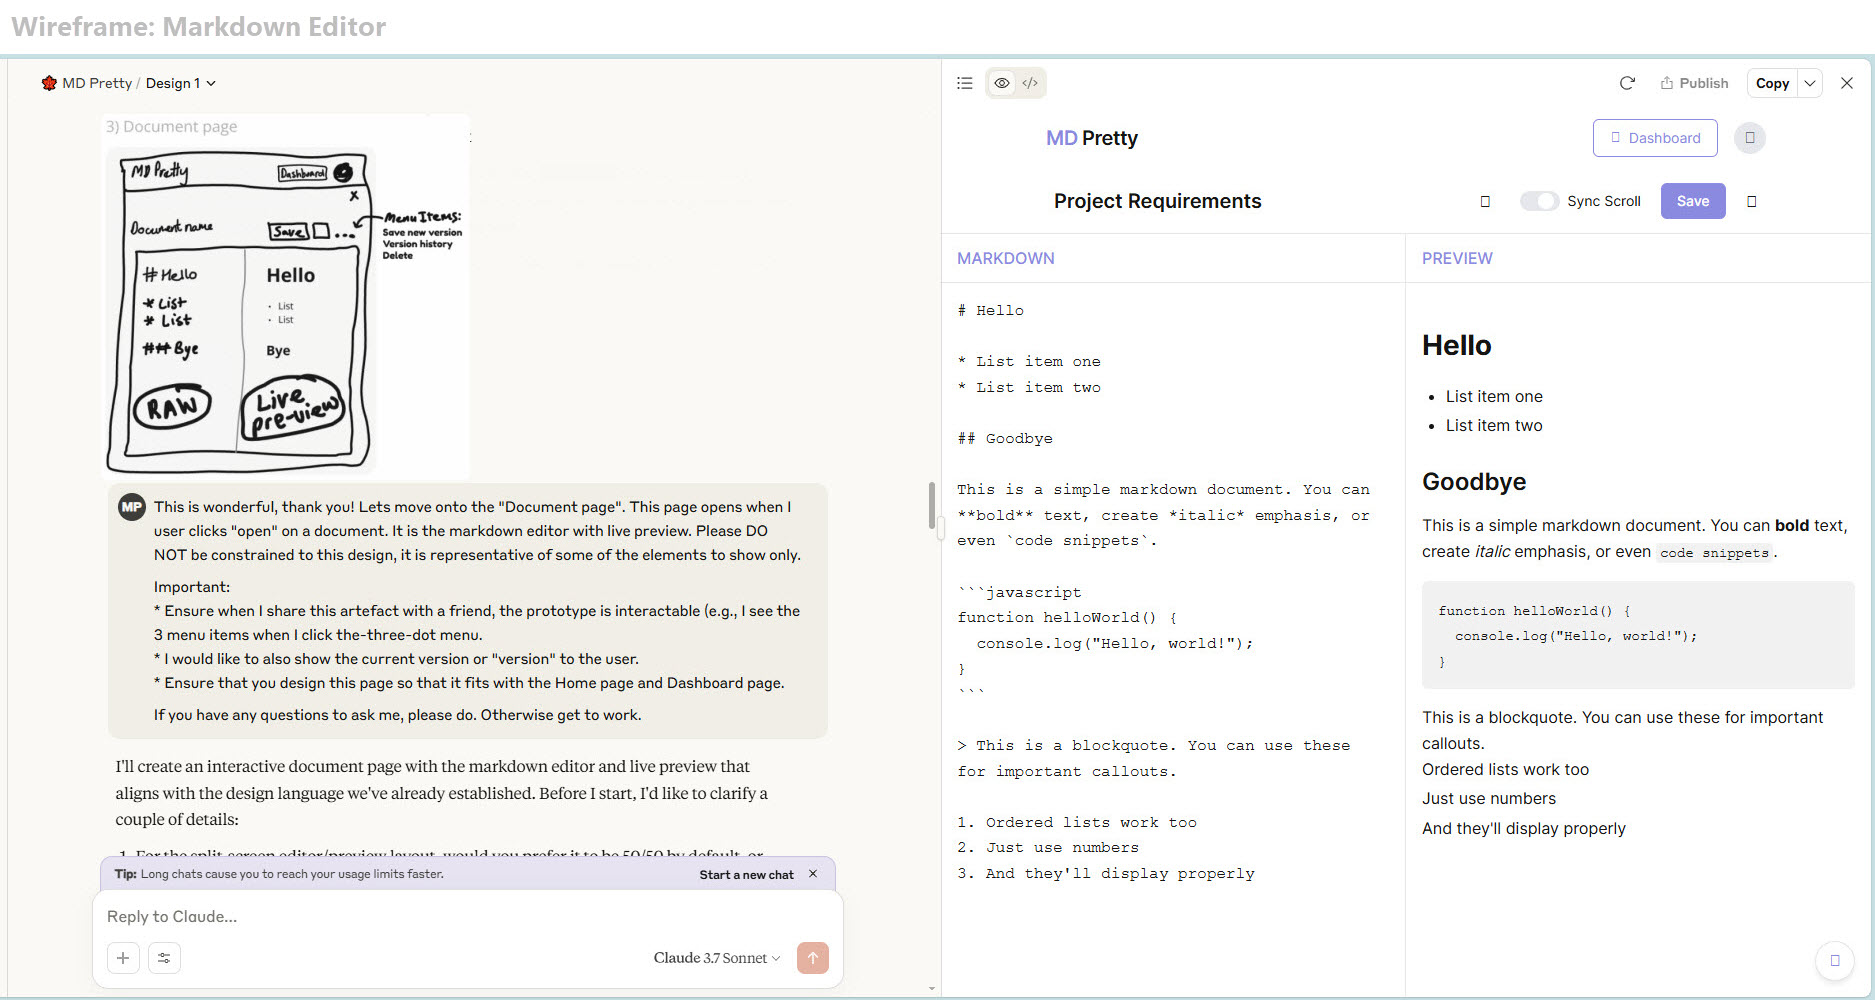 Wireframe: Markdown Editor
MD Pretty / Design 1
3) Document page
MD Pretty
Dashboard
x
Document name
Save
...
Menu Items:
Save new version
Version history
Delete
# Hello
* List
* List
## Bye
RAW
Hello
• List
• List
Bye
Live
pre-view
MP
This is wonderful, thank you! Lets move onto the "Document page". This page opens when I
user clicks "open" on a document. It is the markdown editor with live preview. Please DO
NOT be constrained to this design, it is representative of some of the elements to show only.
Important:
* Ensure when I share this artefact with a friend, the prototype is interactable (e.g., I see the
3 menu items when I click the-three-dot menu.
* I would like to also show the current version or "version" to the user.
* Ensure that you design this page so that it fits with the Home page and Dashboard page.
If you have any questions to ask me, please do. Otherwise get to work.
I'll create an interactive document page with the markdown editor and live preview that
aligns with the design language we've already established. Before I start, I'd like to clarify a
couple of details:
1. For the split-screen editor/preview layout, would you prefer it to be 50/50 by default, or
Tip: Long chats cause you to reach your usage limits faster.
Start a new chat
Reply to Claude...
Claude 3.7 Sonnet
</>
Publish
Copy
MD Pretty
Dashboard
Project Requirements
Sync Scroll
Save
MARKDOWN
# Hello
* List item one
* List item two
## Goodbye
This is a simple markdown document. You can
**bold** text, create *italic* emphasis, or
even `code snippets`.
```javascript
function helloWorld() {
console.log("Hello, world!");
}
```
> This is a blockquote. You can use these
for important callouts.
1. Ordered lists work too
2. Just use numbers
3. And they'll display properly
PREVIEW
Hello
• List item one
• List item two
Goodbye
This is a simple markdown document. You can bold text,
create italic emphasis, or even code snippets.
function helloWorld() {
console.log("Hello, world!");
}
This is a blockquote. You can use these for important
callouts.
Ordered lists work too
Just use numbers
And they'll display properly